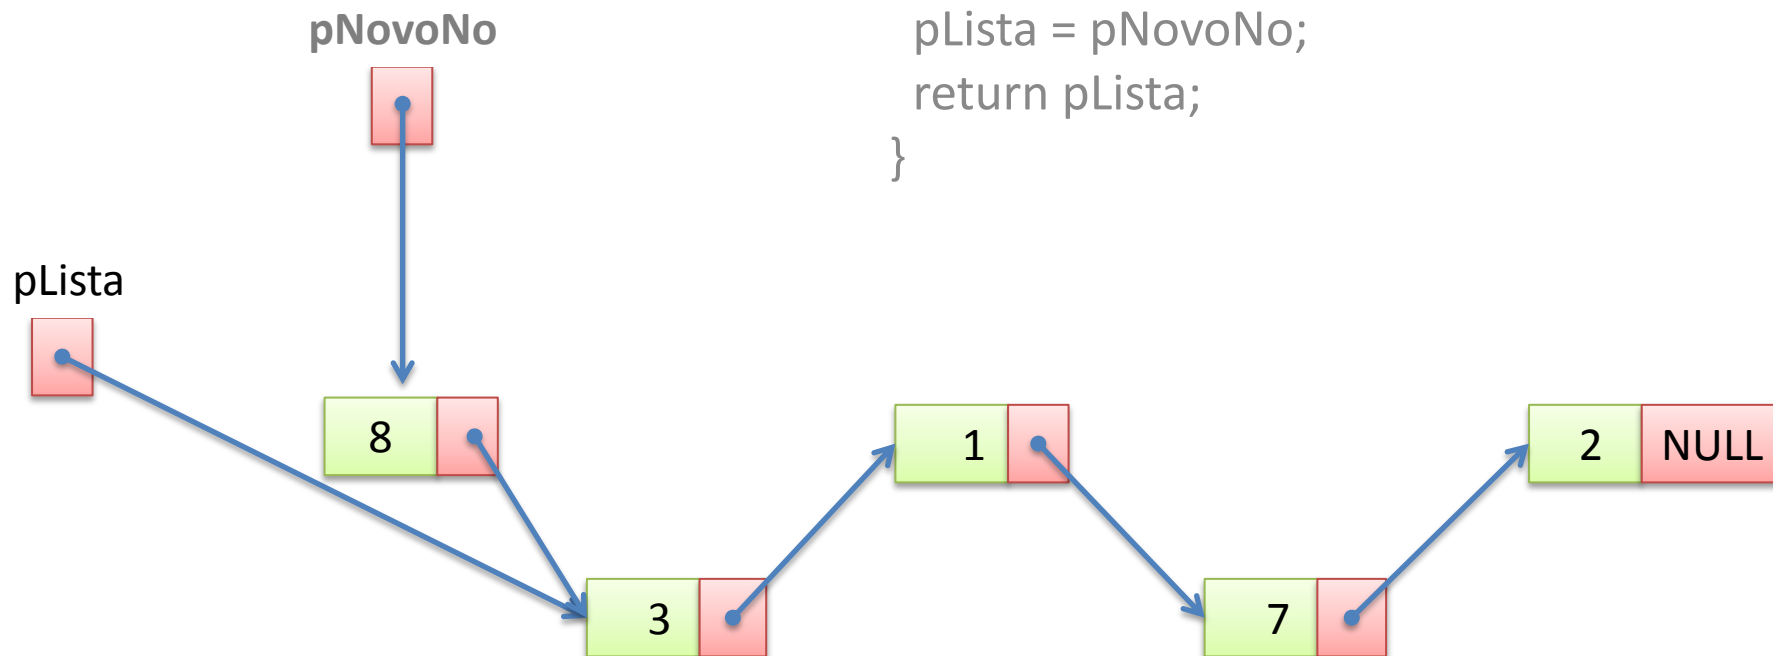 pNovoNo
pLista = pNovoNo;
return pLista;
}
pLista
8
1
2 NULL
3
7